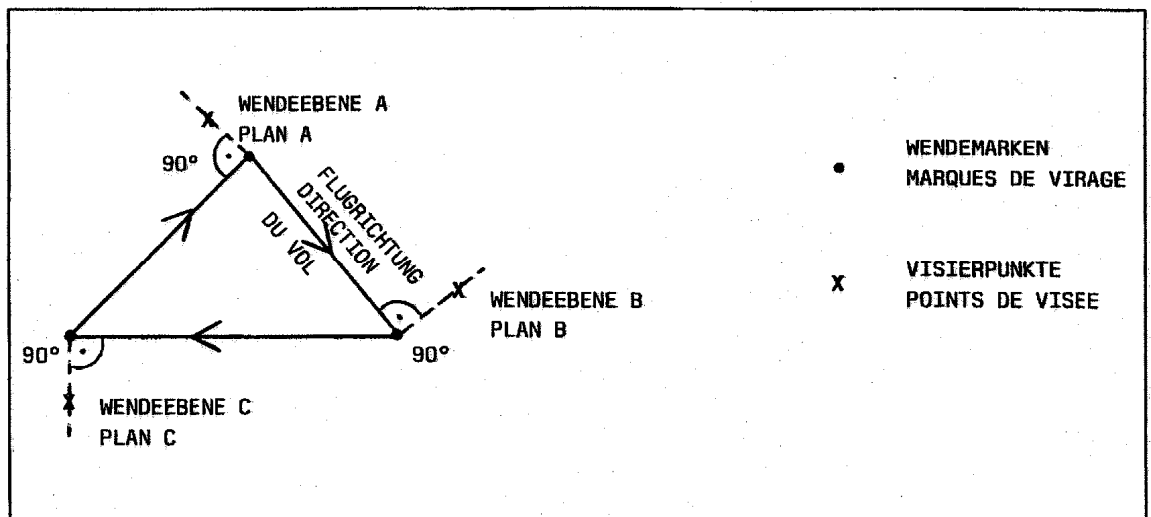 WENDEEBENE A
PLAN A
90°
FLUGRICHTUNG
DIRECTION
DU VOL
WENDEEBENE B
PLAN B
90°
90°
WENDEEBENE C
PLAN C
WENDEMARKEN
MARQUES DE VIRAGE
X VISIERPUNKTE
POINTS DE VISEE